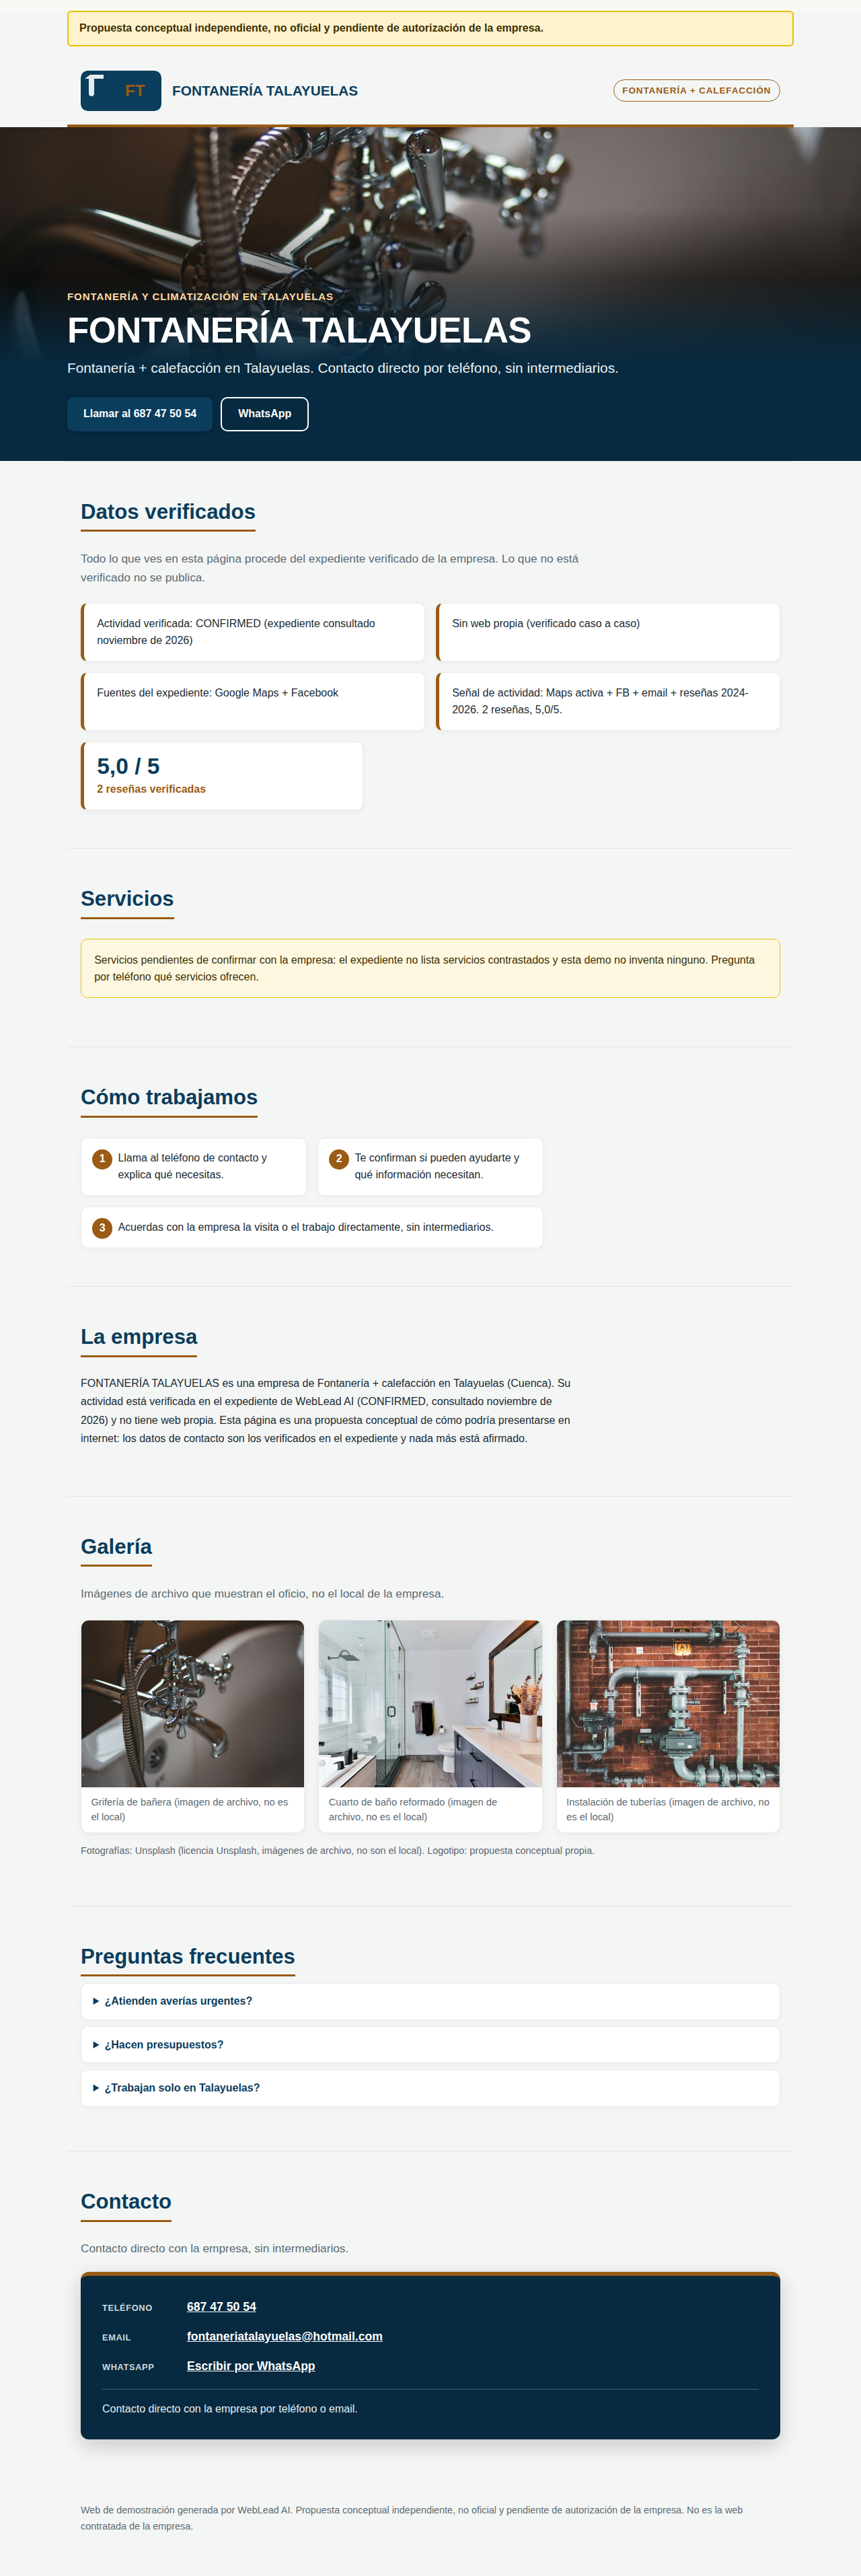 Propuesta conceptual independiente, no oficial y pendiente de autorización de la empresa.
FT
FONTANERÍA TALAYUELAS
FONTANERÍA + CALEFACCIÓN
FONTANERÍA Y CLIMATIZACIÓN EN TALAYUELAS
FONTANERÍA TALAYUELAS
Fontanería + calefacción en Talayuelas. Contacto directo por teléfono, sin intermediarios.
Llamar al 687 47 50 54
WhatsApp
Datos verificados
Todo lo que ves en esta página procede del expediente verificado de la empresa. Lo que no está
verificado no se publica.
Actividad verificada: CONFIRMED (expediente consultado
noviembre de 2026)
Sin web propia (verificado caso a caso)
Fuentes del expediente: Google Maps + Facebook
Señal de actividad: Maps activa + FB + email + reseñas 2024-
2026. 2 reseñas, 5,0/5.
5,0 / 5
2 reseñas verificadas
Servicios
Servicios pendientes de confirmar con la empresa: el expediente no lista servicios contrastados y esta demo no inventa ninguno. Pregunta
por teléfono qué servicios ofrecen.
Cómo trabajamos
1
Llama al teléfono de contacto y
explica qué necesitas.
2
Te confirman si pueden ayudarte y
qué información necesitan.
3
Acuerdas con la empresa la visita o el trabajo directamente, sin intermediarios.
La empresa
FONTANERÍA TALAYUELAS es una empresa de Fontanería + calefacción en Talayuelas (Cuenca). Su
actividad está verificada en el expediente de WebLead AI (CONFIRMED, consultado noviembre de
2026) y no tiene web propia. Esta página es una propuesta conceptual de cómo podría presentarse en
internet: los datos de contacto son los verificados en el expediente y nada más está afirmado.
Galería
Imágenes de archivo que muestran el oficio, no el local de la empresa.
Grifería de bañera (imagen de archivo, no es
el local)
Cuarto de baño reformado (imagen de
archivo, no es el local)
Instalación de tuberías (imagen de archivo, no
es el local)
Fotografías: Unsplash (licencia Unsplash, imágenes de archivo, no son el local). Logotipo: propuesta conceptual propia.
Preguntas frecuentes
¿Atienden averías urgentes?
¿Hacen presupuestos?
¿Trabajan solo en Talayuelas?
Contacto
Contacto directo con la empresa, sin intermediarios.
TELÉFONO
687 47 50 54
EMAIL
fontaneriatalayuelas@hotmail.com
WHATSAPP
Escribir por WhatsApp
Contacto directo con la empresa por teléfono o email.
Web de demostración generada por WebLead AI. Propuesta conceptual independiente, no oficial y pendiente de autorización de la empresa. No es la web
contratada de la empresa.